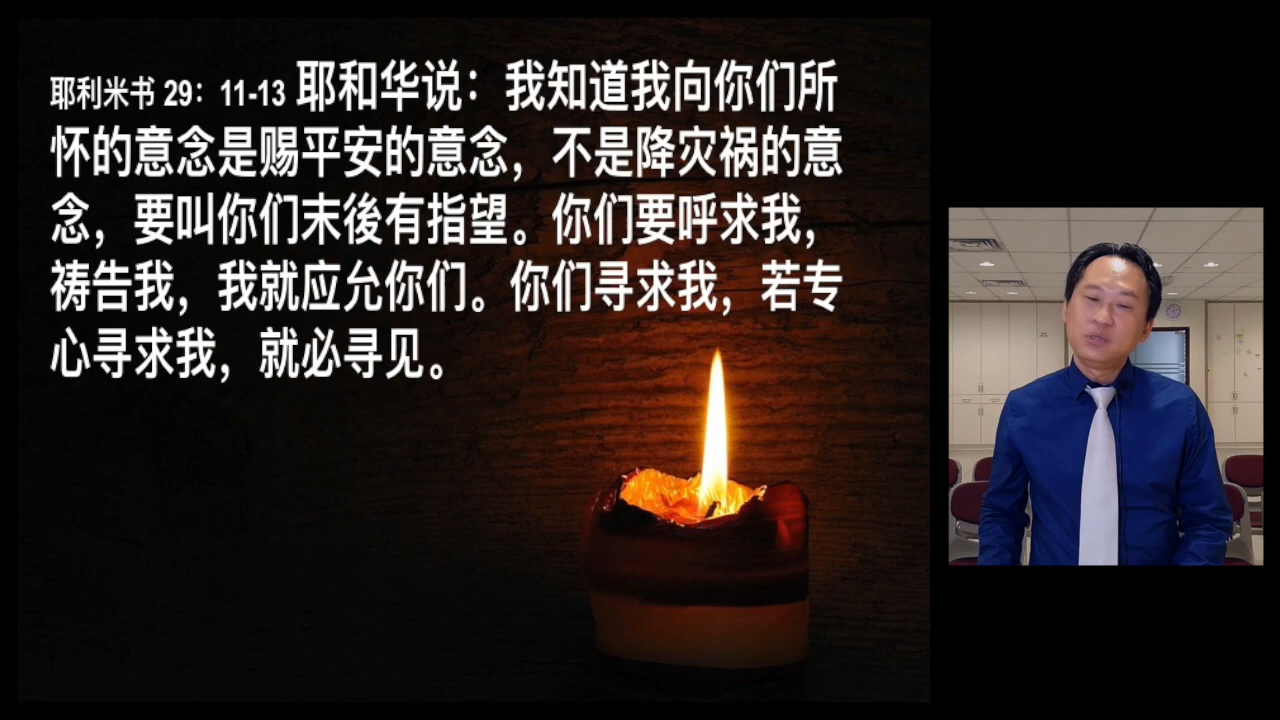 耶利米书 29：11-13 耶和华说：我知道我向你们所
怀的意念是赐平安的意念，不是降灾祸的意
念，要叫你们末後有指望。你们要呼求我，
祷告我，我就应允你们。你们寻求我，若专
心寻求我，就必寻见。